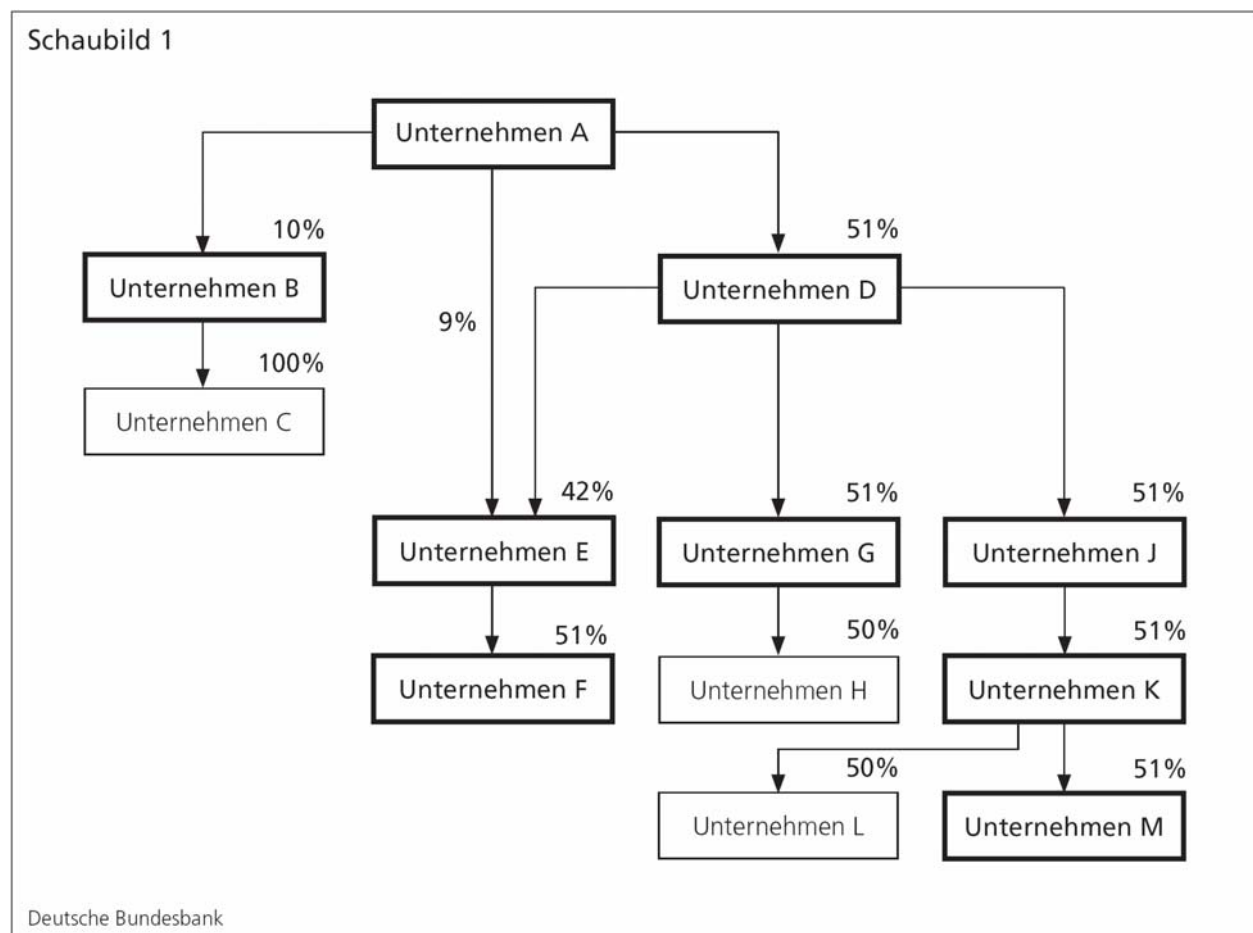 Schaubild 1
Unternehmen A
10%
51%
Unternehmen B
Unternehmen D
9%
100%
Unternehmen C
42%
51%
51%
Unternehmen E
Unternehmen G
Unternehmen J
51%
50%
51%
Unternehmen F
Unternehmen H
Unternehmen K
50%
51%
Unternehmen L
Unternehmen M
Deutsche Bundesbank